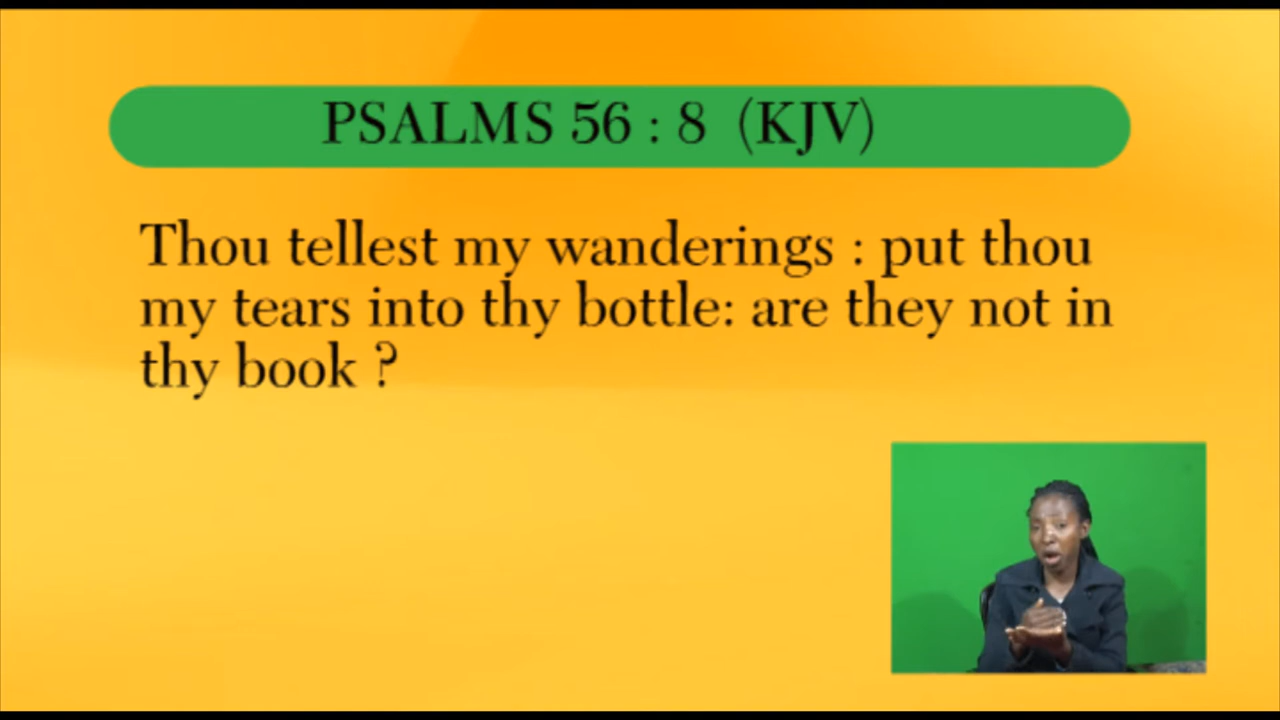 PSALMS 56 : 8 (KJV)
Thou tellest my wanderings : put thou
my tears into thy bottle: are they not in
thy book ?